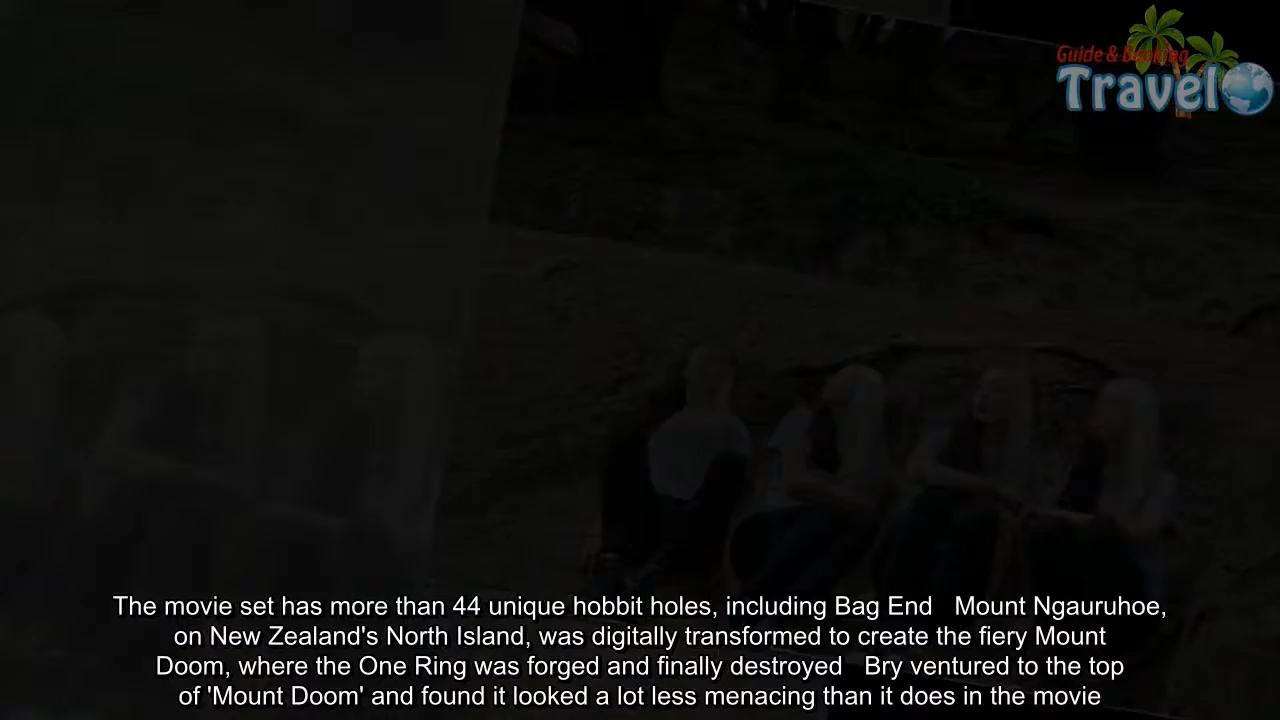 Guide & Booking
Travel
The movie set has more than 44 unique hobbit holes, including Bag End   Mount Ngauruhoe,
on New Zealand's North Island, was digitally transformed to create the fiery Mount
Doom, where the One Ring was forged and finally destroyed   Bry ventured to the top
of 'Mount Doom' and found it looked a lot less menacing than it does in the movie